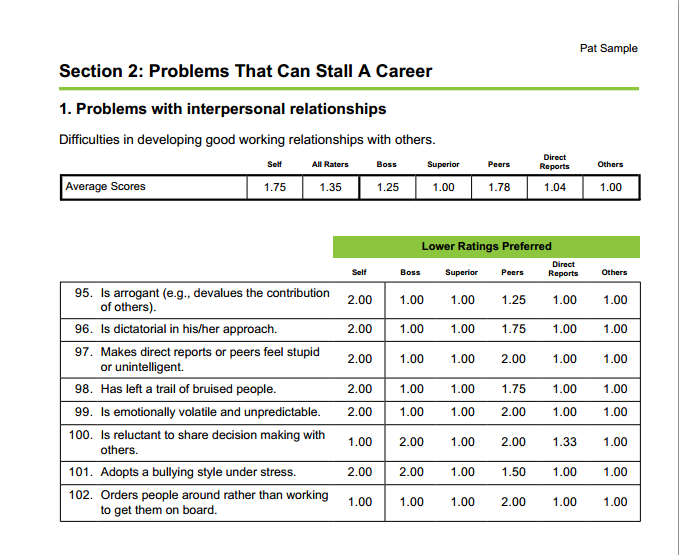 Pat Sample
Section 2: Problems That Can Stall A Career
1. Problems with interpersonal relationships
Difficulties in developing good working relationships with others.
Self All Raters Boss Superior Peers Direct Reports Others
Average Scores 1.75 1.35 1.25 1.00 1.78 1.04 1.00
Lower Ratings Preferred
Self Boss Superior Peers Direct Reports Others
95. Is arrogant (e.g., devalues the contribution
of others). 2.00 1.00 1.00 1.25 1.00 1.00
96. Is dictatorial in his/her approach. 2.00 1.00 1.00 1.75 1.00 1.00
97. Makes direct reports or peers feel stupid
or unintelligent. 2.00 1.00 1.00 2.00 1.00 1.00
98. Has left a trail of bruised people. 2.00 1.00 1.00 1.75 1.00 1.00
99. Is emotionally volatile and unpredictable. 2.00 1.00 1.00 2.00 1.00 1.00
100. Is reluctant to share decision making with
others. 1.00 2.00 1.00 2.00 1.33 1.00
101. Adopts a bullying style under stress. 2.00 2.00 1.00 1.50 1.00 1.00
102. Orders people around rather than working
to get them on board. 1.00 1.00 1.00 2.00 1.00 1.00